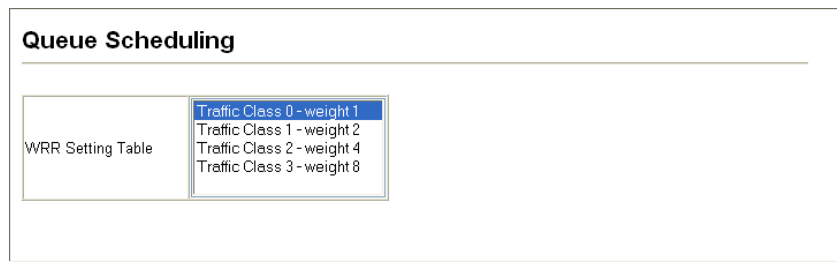 Queue Scheduling
WRR Setting Table
Traffic Class 0 - weight 1
Traffic Class 1 - weight 2
Traffic Class 2 - weight 4
Traffic Class 3 - weight 8